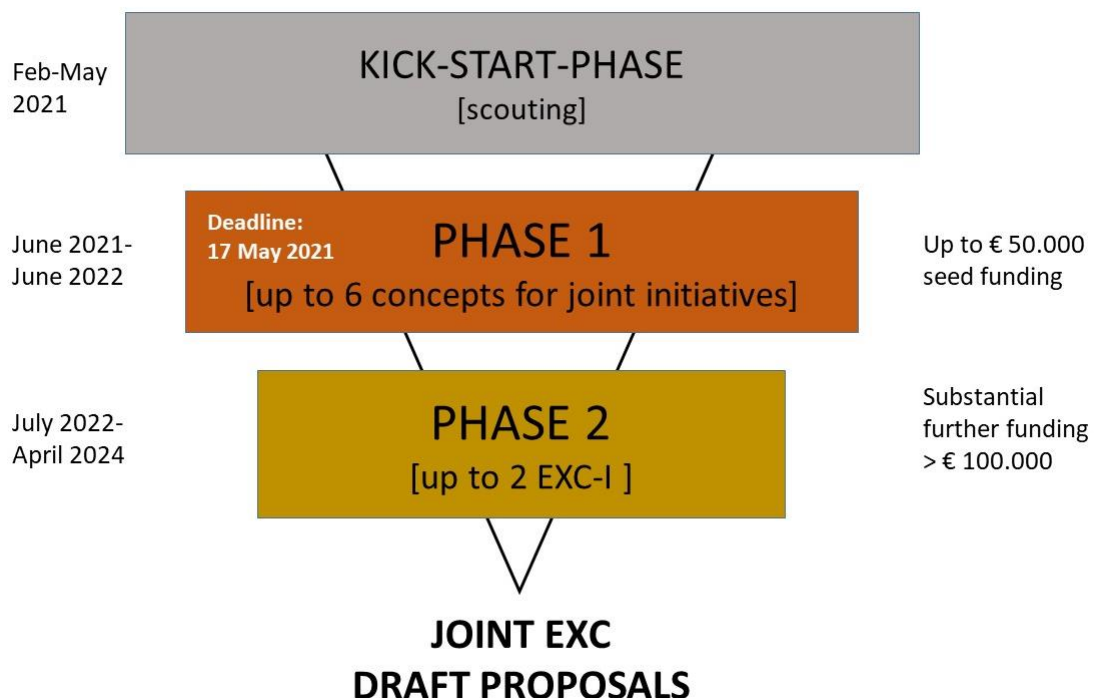 KICK-START-PHASE
[scouting]
Feb-May
2021
Deadline:
17 May 2021
PHASE 1
[up to 6 concepts for joint initiatives]
June 2021-
June 2022
Up to € 50.000
seed funding
PHASE 2
[up to 2 EXC-I ]
July 2022-
April 2024
Substantial
further funding
> € 100.000
JOINT EXC
DRAFT PROPOSALS